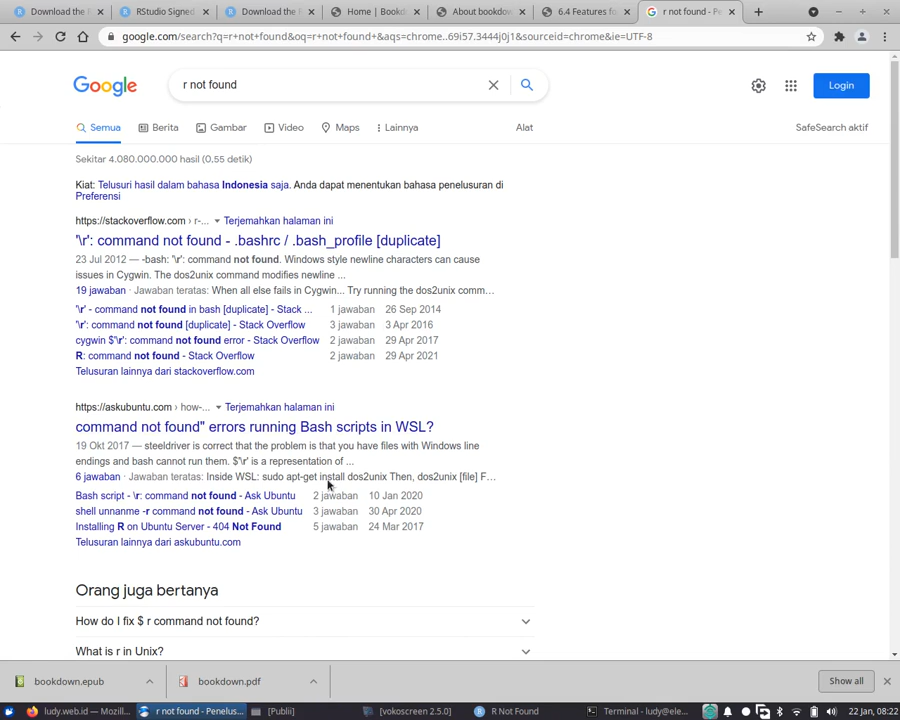 Download the R
RStudio Signed
Download the R
Home | Bookd
About bookdow
6.4 Features fo
r not found - Pe
google.com/search?q=r+not+found&oq=r+not+found+&aqs=chrome..69i57.3444j0j1&sourceid=chrome&ie=UTF-8
Google
r not found
Login
Semua
Berita
Gambar
Video
Maps
Lainnya
Alat
SafeSearch aktif
Sekitar 4.080.000.000 hasil (0,55 detik)
Kiat: Telusuri hasil dalam bahasa Indonesia saja. Anda dapat menentukan bahasa penelusuran di
Preferensi
https://stackoverflow.com › r-... Terjemahkan halaman ini
'\r': command not found - .bashrc / .bash_profile [duplicate]
23 Jul 2012 — -bash: '\r': command not found. Windows style newline characters can cause
issues in Cygwin. The dos2unix command modifies newline ...
19 jawaban · Jawaban teratas: When all else fails in Cygwin... Try running the dos2unix comm…
'\r' - command not found in bash [duplicate] - Stack ... 1 jawaban 26 Sep 2014
'\r': command not found [duplicate] - Stack Overflow 3 jawaban 3 Apr 2016
cygwin $'\r': command not found error - Stack Overflow 2 jawaban 29 Apr 2017
R: command not found - Stack Overflow 2 jawaban 29 Apr 2021
Telusuran lainnya dari stackoverflow.com
https://askubuntu.com › how-... Terjemahkan halaman ini
command not found" errors running Bash scripts in WSL?
19 Okt 2017 — steeldriver is correct that the problem is that you have files with Windows line
endings and bash cannot run them. $'\r' is a representation of ...
6 jawaban · Jawaban teratas: Inside WSL: sudo apt-get install dos2unix Then, dos2unix [file] F…
Bash script - \r: command not found - Ask Ubuntu 2 jawaban 10 Jan 2020
shell unnanme -r command not found - Ask Ubuntu 3 jawaban 30 Apr 2020
Installing R on Ubuntu Server - 404 Not Found 5 jawaban 24 Mar 2017
Telusuran lainnya dari askubuntu.com
Orang juga bertanya
How do I fix $ r command not found?
What is r in Unix?
bookdown.epub
bookdown.pdf
Show all
ludy.web.id — Mozill...
r not found - Penelus...
[Publii]
[vokoscreen 2.5.0]
R Not Found
Terminal - ludy@ele...
22 Jan, 08:22